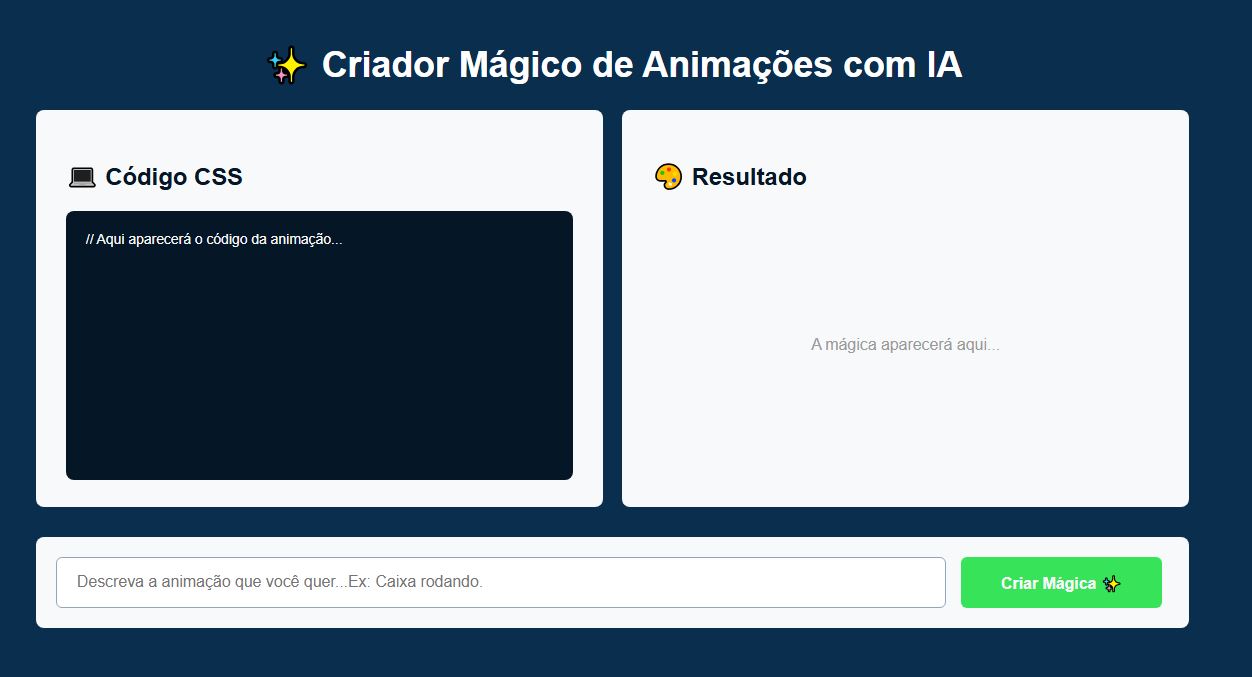 ✨ Criador Mágico de Animações com IA
💻 Código CSS
// Aqui aparecerá o código da animação...
🎨 Resultado
A mágica aparecerá aqui...
Descreva a animação que você quer...Ex: Caixa rodando.
Criar Mágica ✨